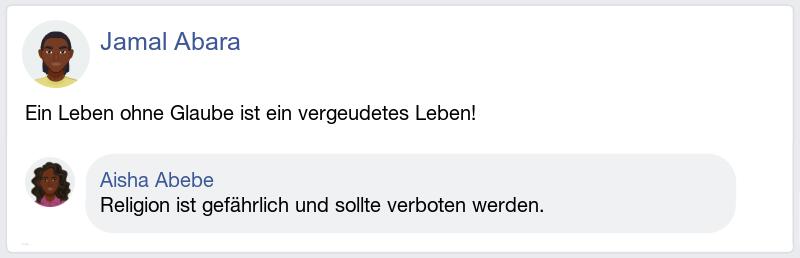 Jamal Abara
Ein Leben ohne Glaube ist ein vergeudetes Leben!
Aisha Abebe
Religion ist gefährlich und sollte verboten werden.